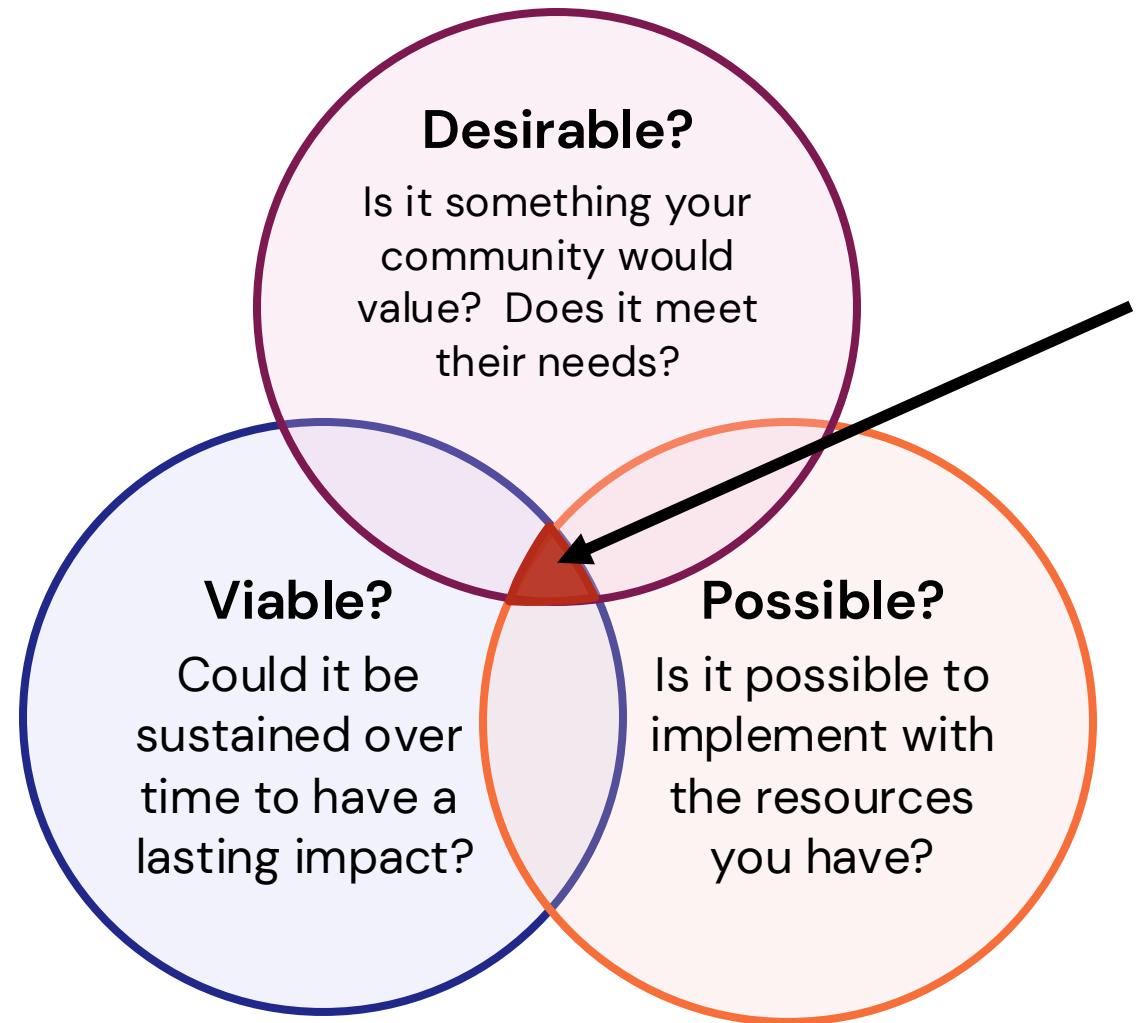 Desirable?
Is it something your
community would
value?  Does it meet
their needs?
Viable?
Could it be
sustained over
time to have a
lasting impact?
Possible?
Is it possible to
implement with
the resources
you have?